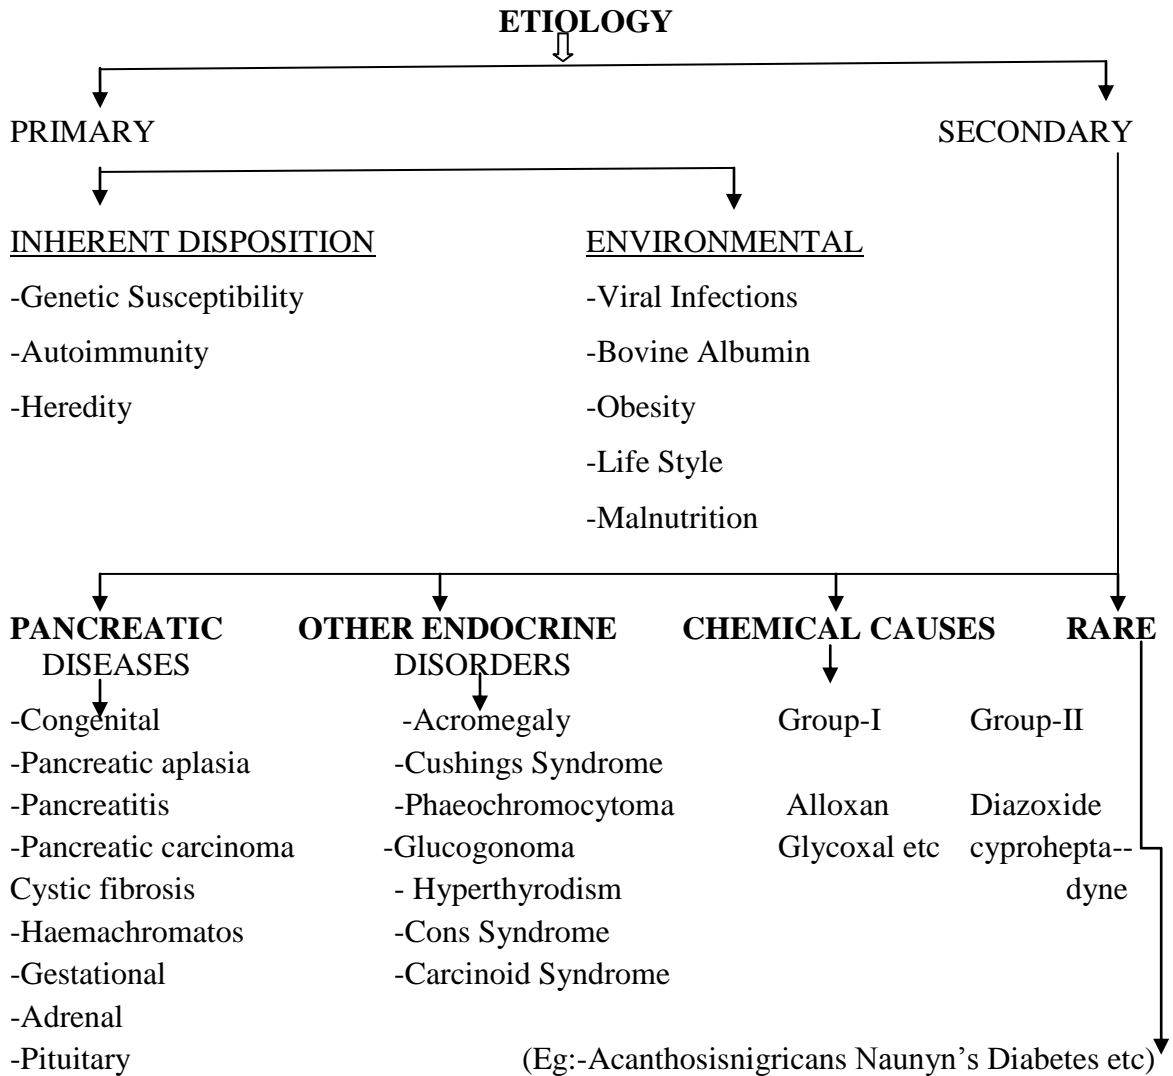 ETIOLOGY
PRIMARY SECONDARY
INHERENT DISPOSITION ENVIRONMENTAL
-Genetic Susceptibility -Viral Infections
-Autoimmunity -Bovine Albumin
-Heredity -Obesity
-Life Style
-Malnutrition
PANCREATIC OTHER ENDOCRINE CHEMICAL CAUSES RARE
DISEASES DISORDERS
-Congenital -Acromegaly Group-I Group-II
-Pancreatic aplasia -Cushings Syndrome
-Pancreatitis -Phaeochromocytoma Alloxan Diazoxide
-Pancreatic carcinoma -Glucogonoma Glycoxal etc cyprohepta--
Cystic fibrosis - Hyperthyrodism dyne
-Haemachromatos -Cons Syndrome
-Gestational -Carcinoid Syndrome
-Adrenal
-Pituitary (Eg:-Acanthosisnigricans Naunyn’s Diabetes etc)